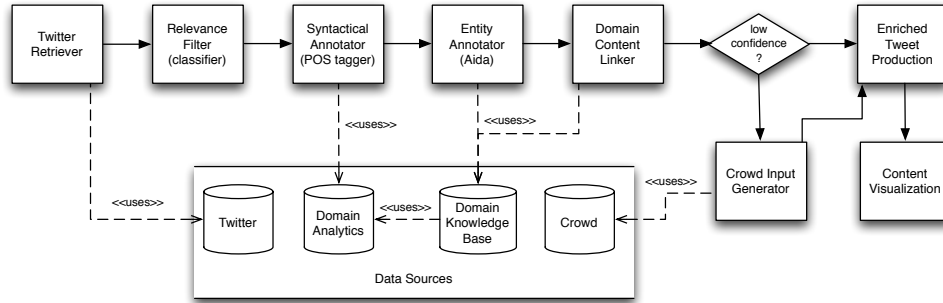 Twitter
Retriever
Relevance
Filter
(classifier)
Syntactical
Annotator
(POS tagger)
Entity
Annotator
(Aida)
Domain
Content
Linker
low
confidence
?
Enriched
Tweet
Production
<<uses>>
<<uses>>
Crowd Input
Generator
Content
Visualization
<<uses>>
<<uses>>
<<uses>>
Twitter
Domain
Analytics
Domain
Knowledge
Base
Crowd
Data Sources